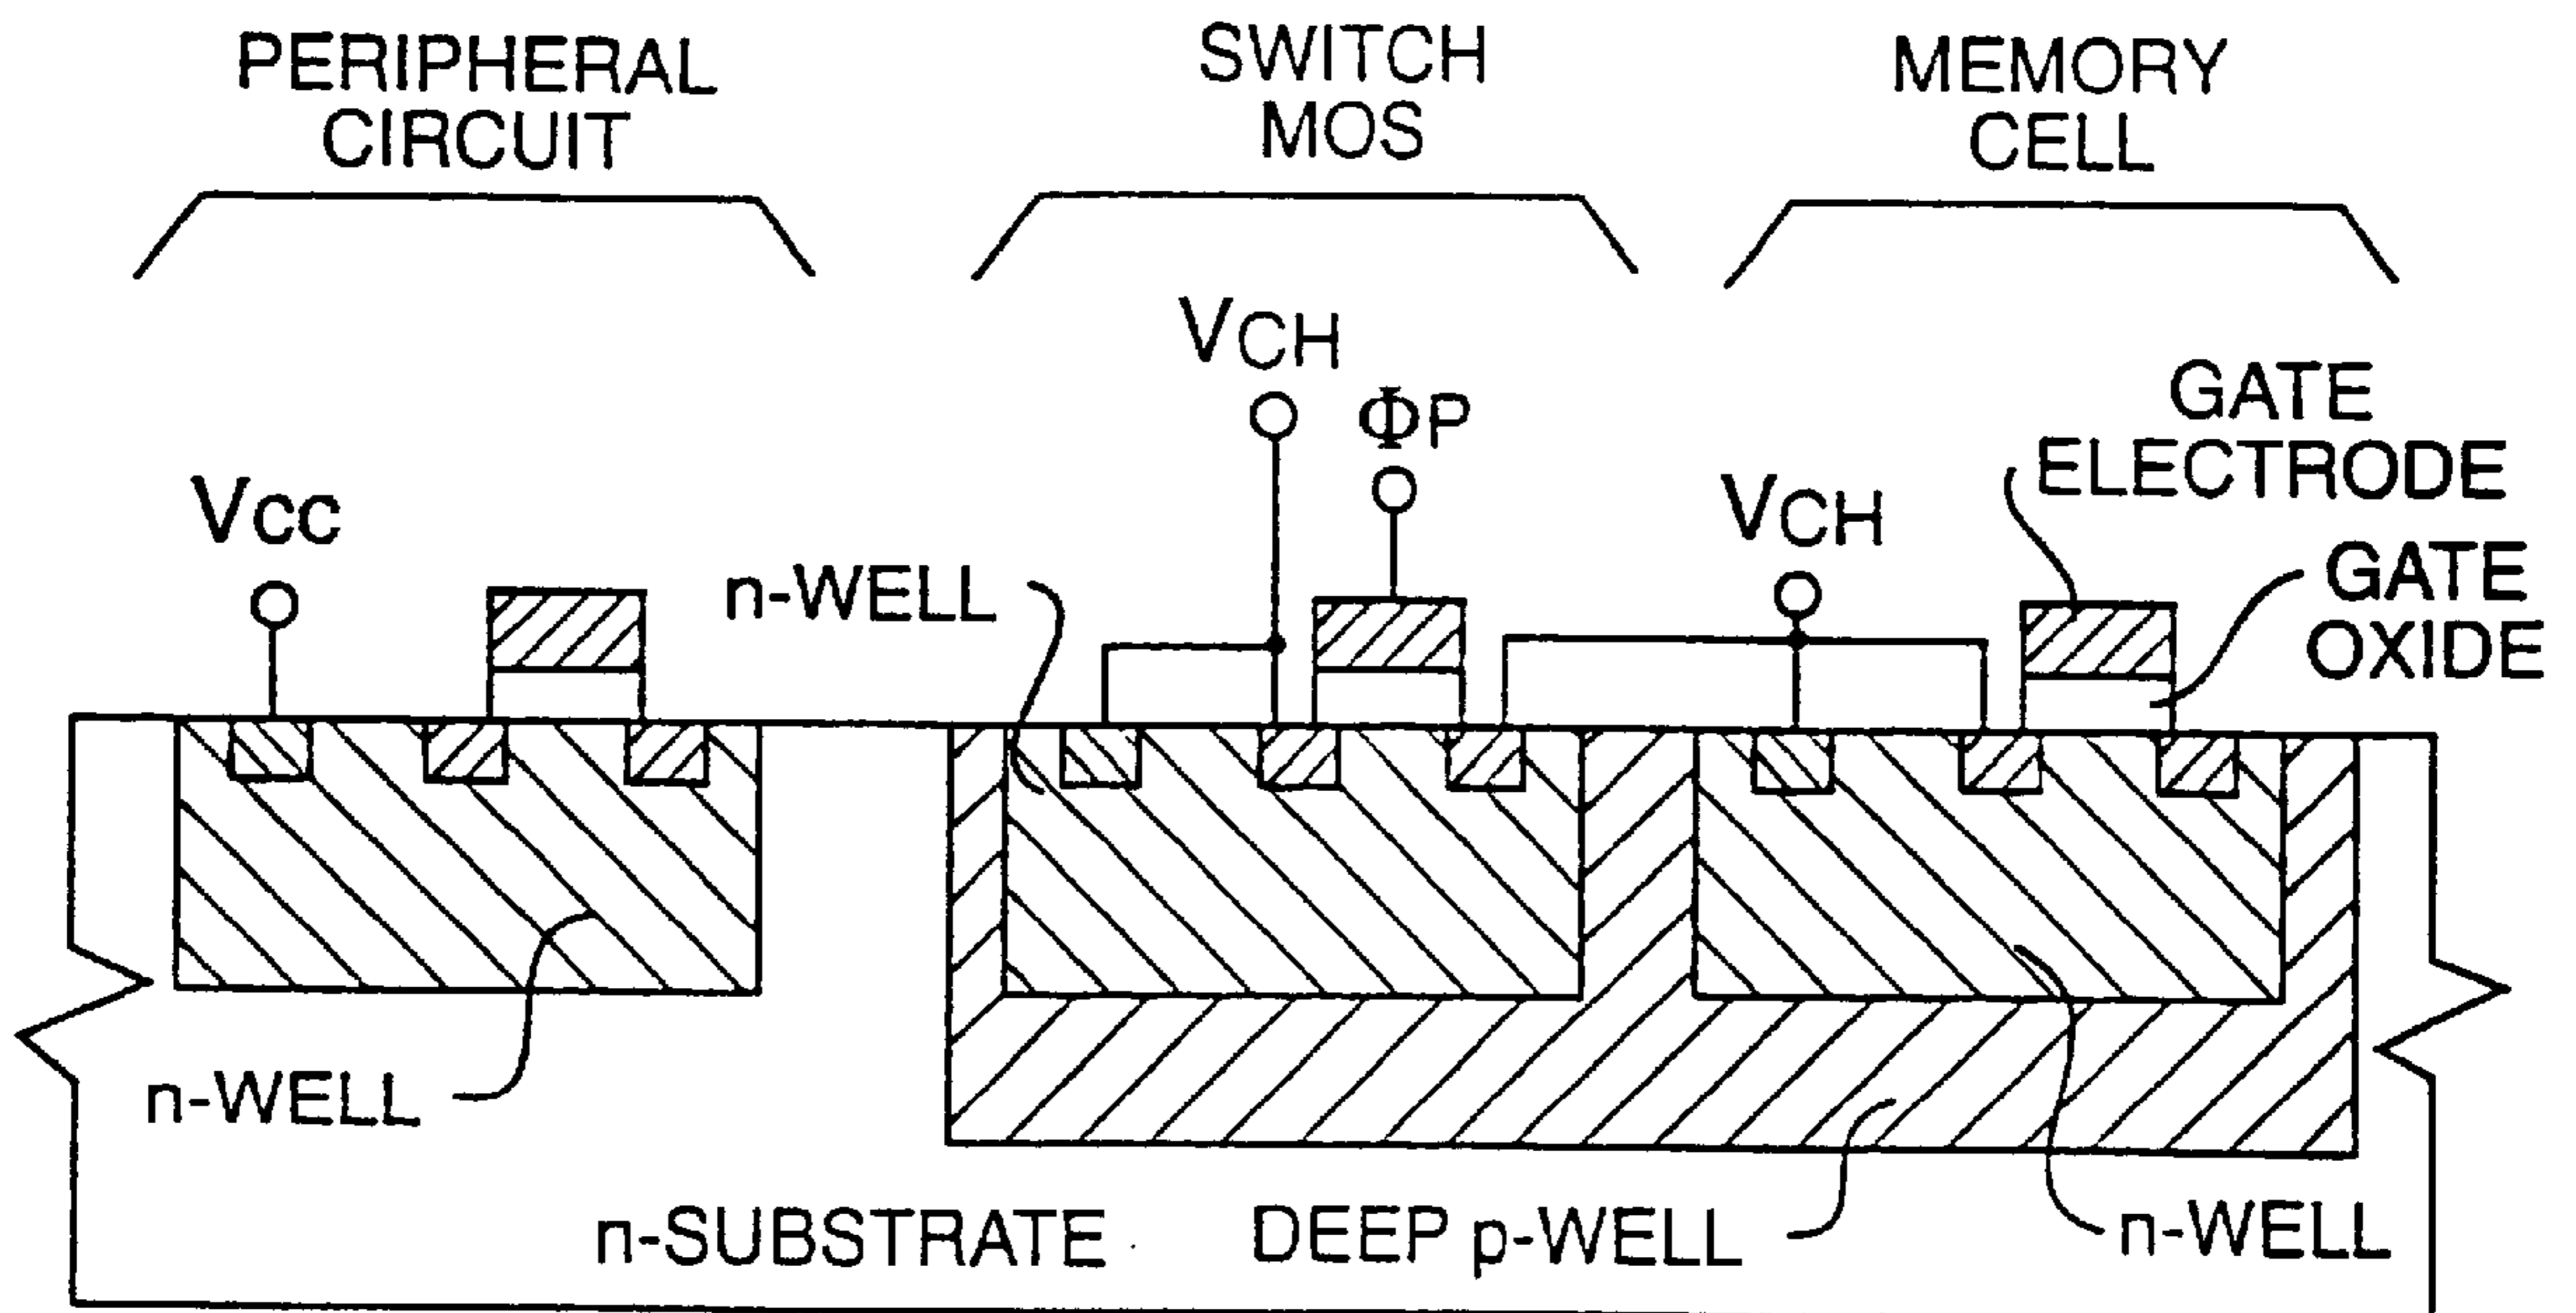 PERIPHERAL
CIRCUIT
SWITCH
MOS
MEMORY
CELL
VCH
ΦP
GATE
ELECTRODE
VCC
n-WELL
VCH
GATE
OXIDE
n-WELL
n-SUBSTRATE
DEEP p-WELL
n-WELL